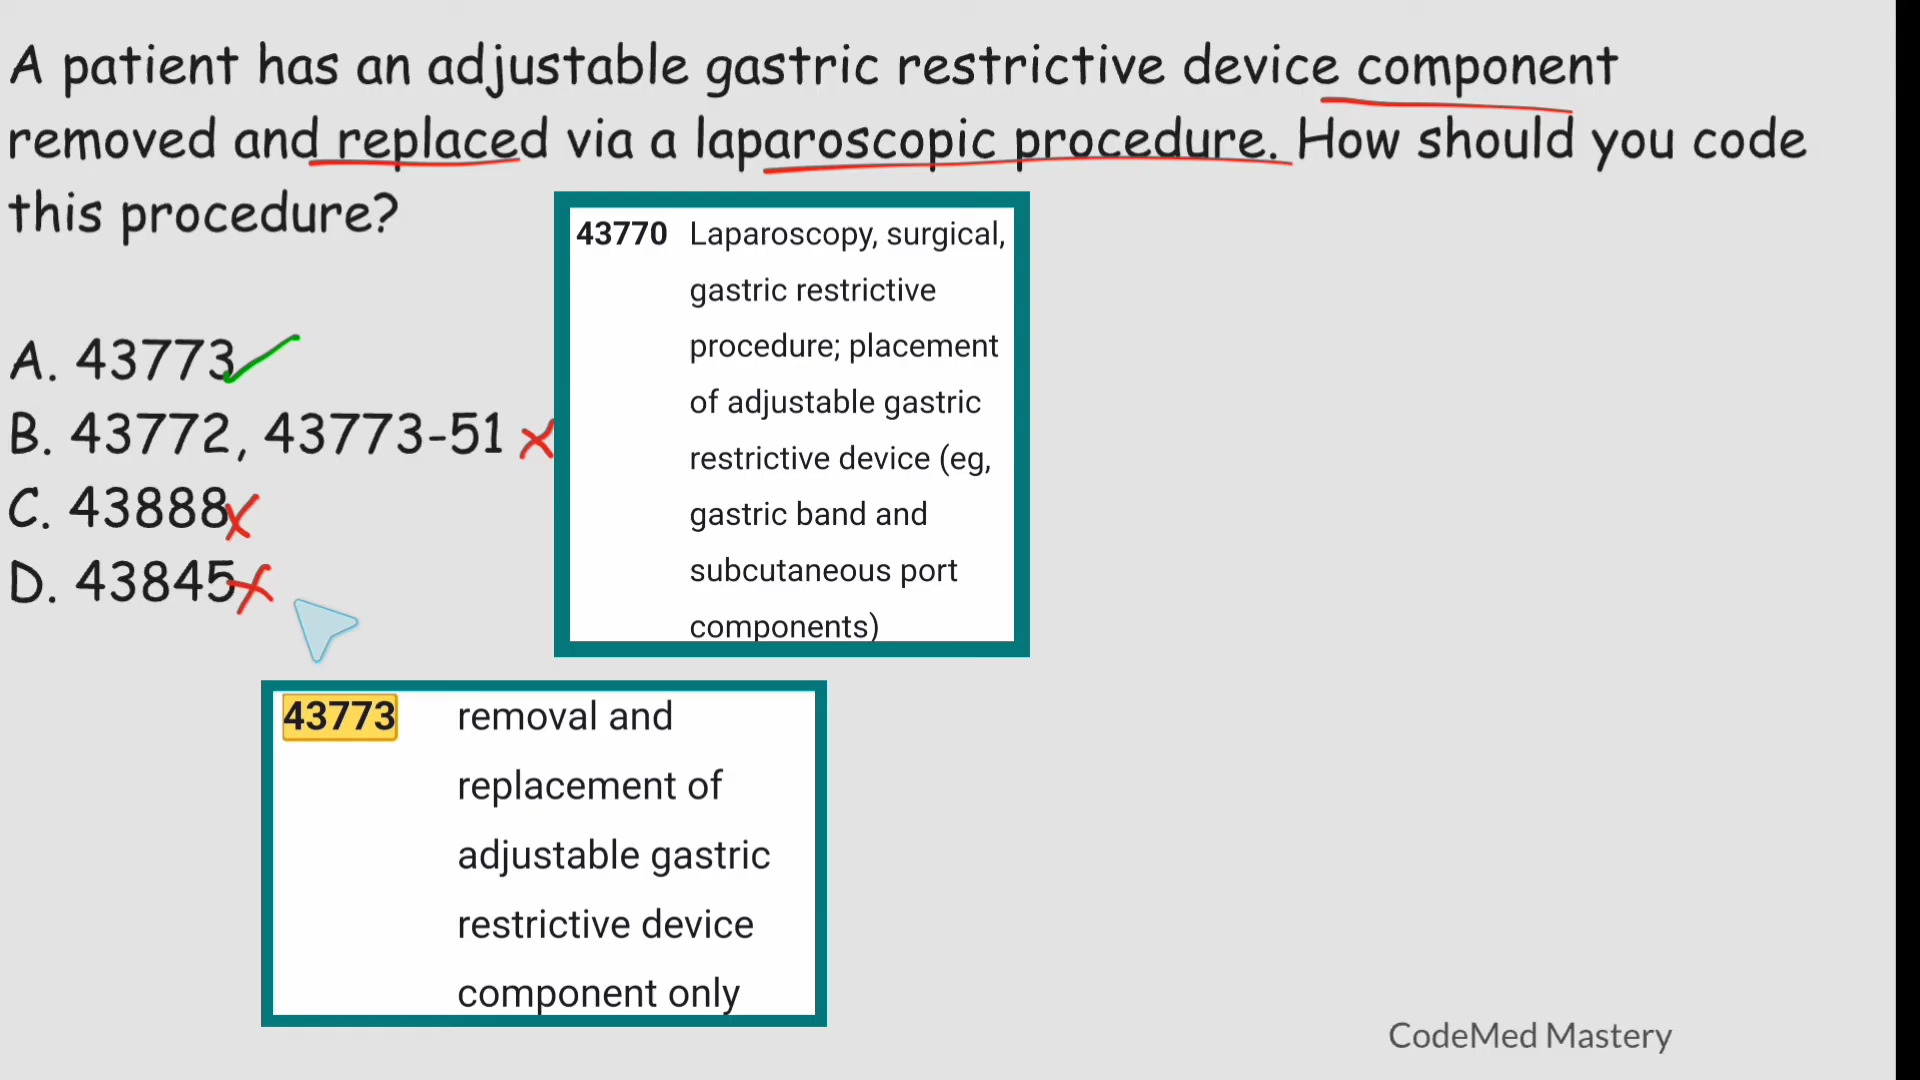 A patient has an adjustable gastric restrictive device component
removed and replaced via a laparoscopic procedure. How should you code
this procedure?
A. 43773
B. 43772, 43773-51
C. 43888
D. 43845
43770 Laparoscopy, surgical,
gastric restrictive
procedure; placement
of adjustable gastric
restrictive device (eg,
gastric band and
subcutaneous port
components)
43773 removal and
replacement of
adjustable gastric
restrictive device
component only
CodeMed Mastery